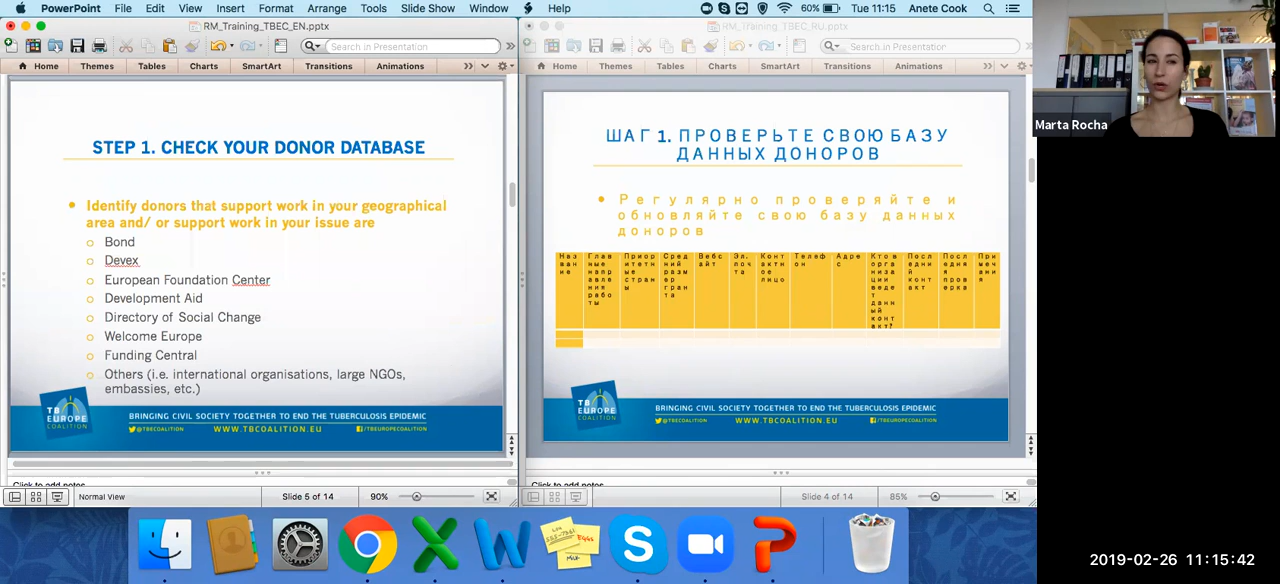 PowerPoint File Edit View Insert Format Arrange Tools Slide Show Window Help 60% Tue 11:15 Anete Cook
RM_Training_TBEC_EN.pptx
Search in Presentation
Home Themes Tables Charts SmartArt Transitions Animations
STEP 1. CHECK YOUR DONOR DATABASE
• Identify donors that support work in your geographical
area and/ or support work in your issue are
o Bond
o Devex
o European Foundation Center
o Development Aid
o Directory of Social Change
o Welcome Europe
o Funding Central
o Others (i.e. international organisations, large NGOs,
embassies, etc.)
TB
EUROPE
COALITION
BRINGING CIVIL SOCIETY TOGETHER TO END THE TUBERCULOSIS EPIDEMIC
@TBECOALITION WWW.TBCOALITION.EU /TBEUROPECOALITION
Click to add notes
Normal View Slide 5 of 14 90%
RM_Training_TBEC_RU.pptx
Search in Presentation
Home Themes Tables Charts SmartArt Transitions Animations
ШАГ 1. ПРОВЕРЬТЕ СВОЮ БАЗУ
ДАННЫХ ДОНОРОВ
• Регулярно проверяйте и
обновляйте свою базу данных
доноров
Название Главные направления работы Приоритетные страны Средний размер гранта Вебсайт Эл. почта Контактное лицо Телефон Адрес Кто в организации ведет данный контакт? Последний контакт Последняя проверка Примечания
TB
EUROPE
COALITION
BRINGING CIVIL SOCIETY TOGETHER TO END THE TUBERCULOSIS EPIDEMIC
@TBECOALITION WWW.TBCOALITION.EU /TBEUROPECOALITION
Click to add notes
Slide 4 of 14 85%
Marta Rocha
EGGS
MILK
2019-02-26 11:15:42